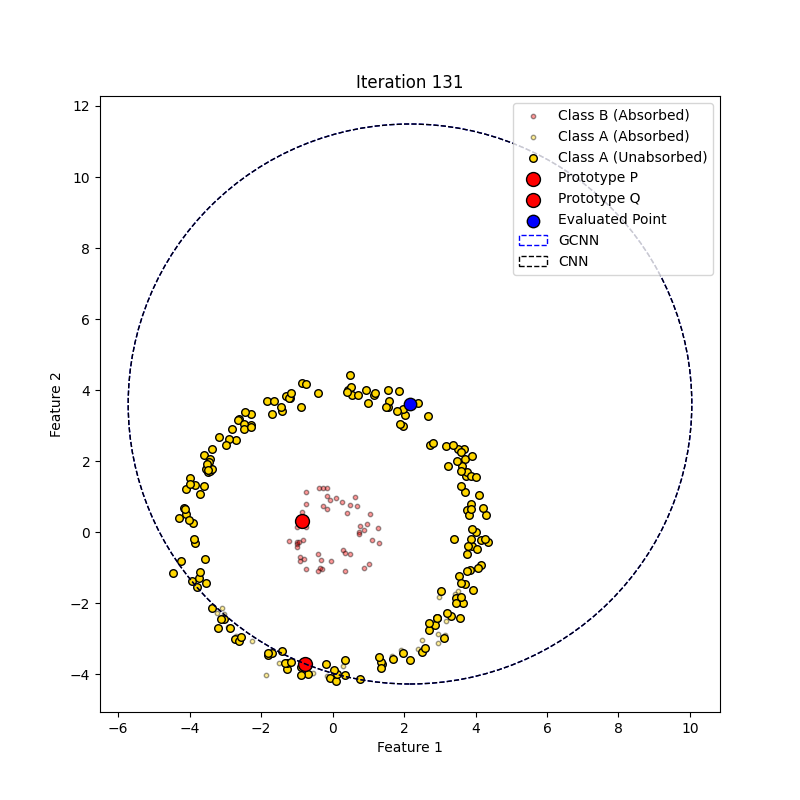 Iteration 131
Class B (Absorbed)
Class A (Absorbed)
Class A (Unabsorbed)
Prototype P
Prototype Q
Evaluated Point
GCNN
CNN
12
10
8
6
4
2
0
−2
−4
Feature 2
−6
−4
−2
0
2
4
6
8
10
Feature 1